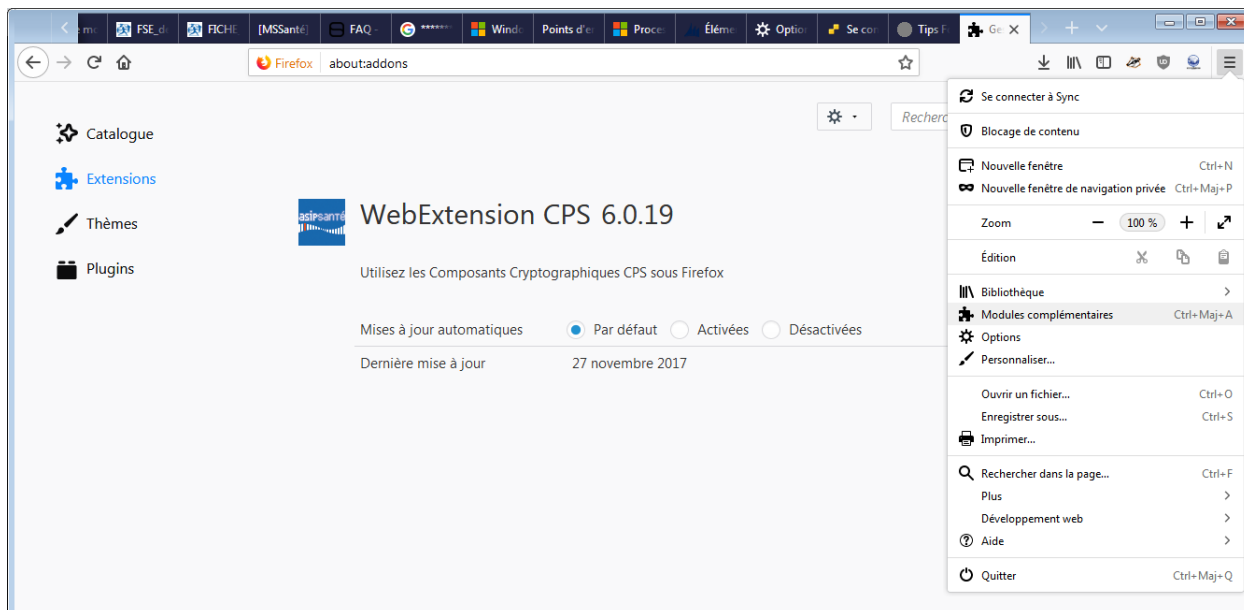 FSE_d
FICHE
[MSSanté]
FAQ -
*******
Windo
Points d'e
Proces
Éléme
Option
Se con
Tips F
Ge
Firefox
about:addons
Se connecter à Sync
Blocage de contenu
Nouvelle fenêtre Ctrl+N
Nouvelle fenêtre de navigation privée Ctrl+Maj+P
Zoom 100 %
Édition
Bibliothèque
Modules complémentaires Ctrl+Maj+A
Options
Personnaliser...
Ouvrir un fichier... Ctrl+O
Enregistrer sous... Ctrl+S
Imprimer...
Rechercher dans la page... Ctrl+F
Plus
Développement web
Aide
Quitter Ctrl+Maj+Q
Catalogue
Extensions
Thèmes
Plugins
Recherc
asipsanté
WebExtension CPS 6.0.19
Utilisez les Composants Cryptographiques CPS sous Firefox
Mises à jour automatiques Par défaut Activées Désactivées
Dernière mise à jour 27 novembre 2017